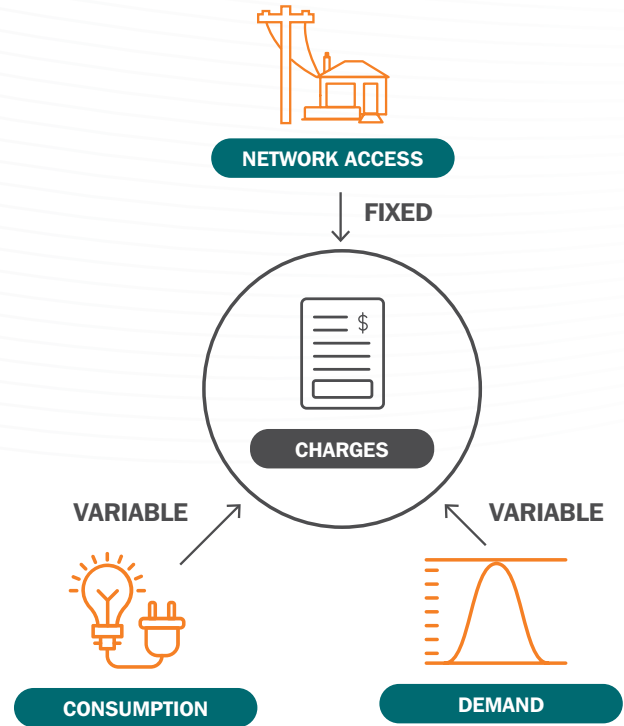 NETWORK ACCESS
FIXED
$
CHARGES
VARIABLE
VARIABLE
CONSUMPTION
DEMAND